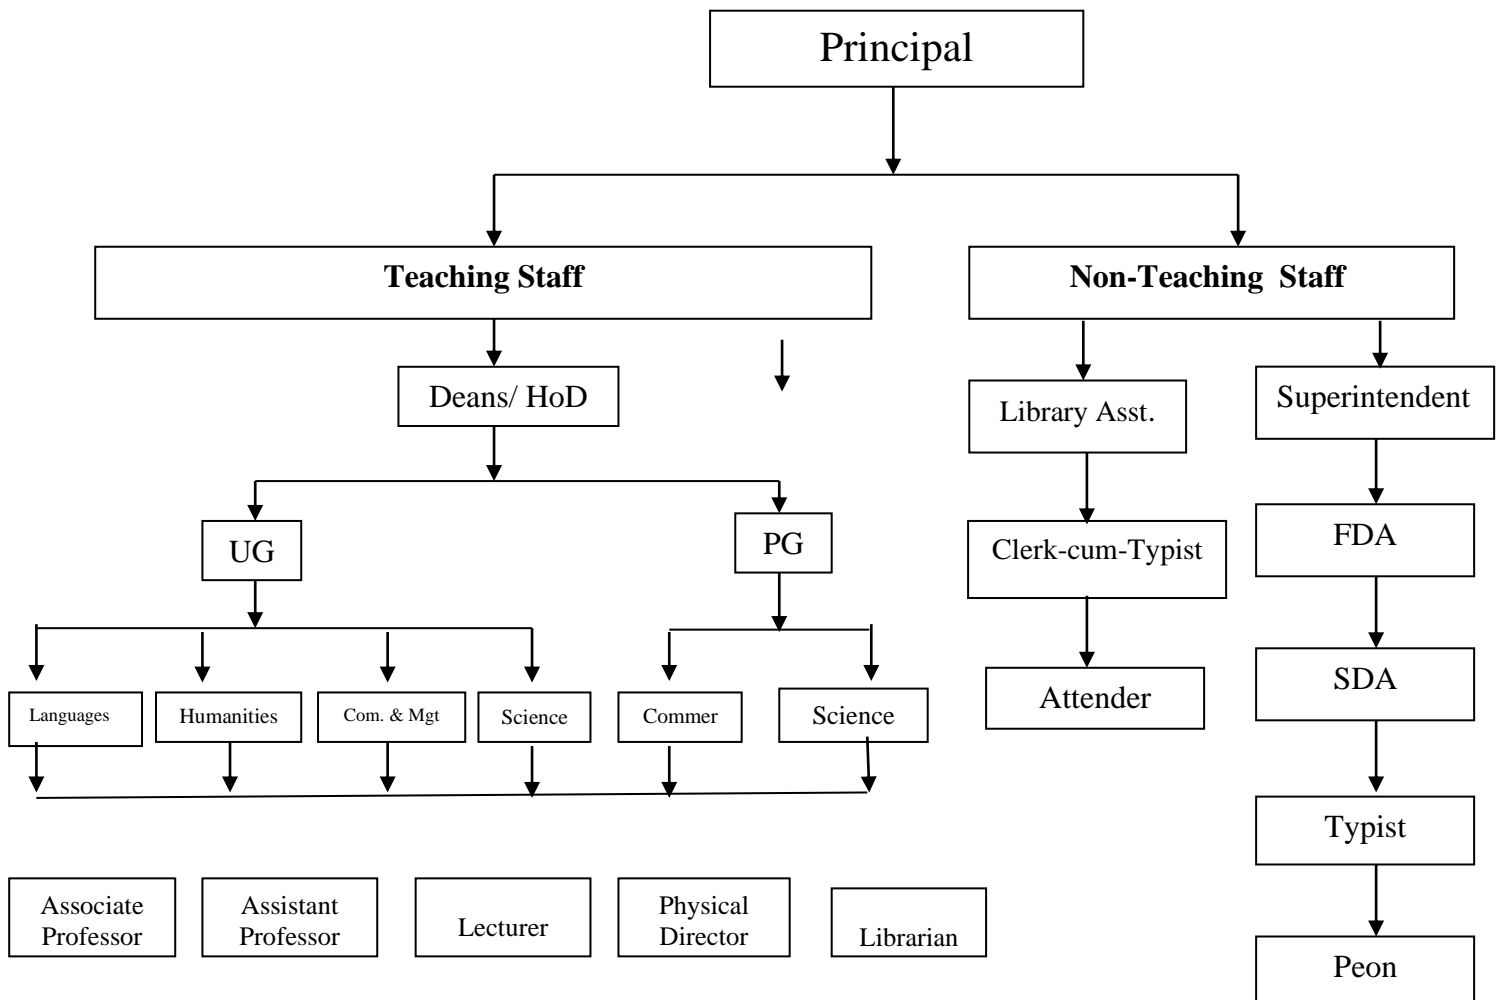 Principal
Teaching Staff
Non-Teaching Staff
Deans/ HoD
Library Asst.
Superintendent
UG
PG
Clerk-cum-Typist
FDA
Languages
Humanities
Com. & Mgt
Science
Commer
Science
Attender
SDA
Typist
Associate
Professor
Assistant
Professor
Lecturer
Physical
Director
Librarian
Peon